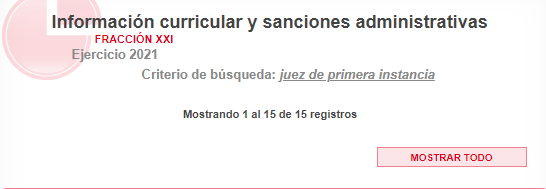 Información curricular y sanciones administrativas
FRACCIÓN XXI
Ejercicio 2021
Criterio de búsqueda: juez de primera instancia
Mostrando 1 al 15 de 15 registros
MOSTRAR TODO